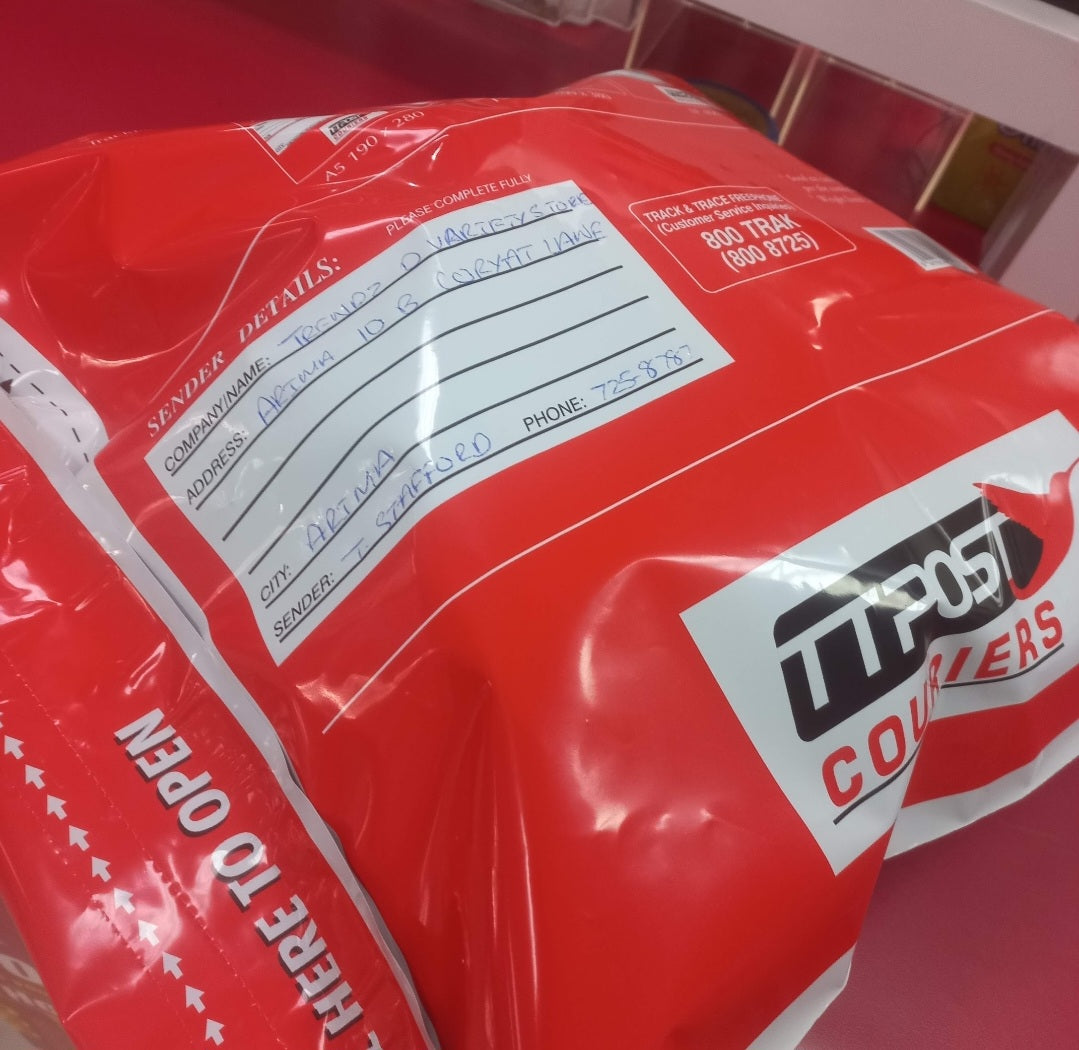 A5 190 x 280
PLEASE COMPLETE FULLY
SENDER DETAILS:
COMPANY/NAME: TRENDZ D VARIETY STORE
ADDRESS: ARIMA 10 B CORYAT LANE
CITY: ARIMA
SENDER: T. STAFFORD PHONE: 725-8787
TRACK & TRACE FREEPHONE
(Customer Service Inquiries)
800 TRAK
(800 8725)
TTPOST
COURIERS
HERE TO OPEN